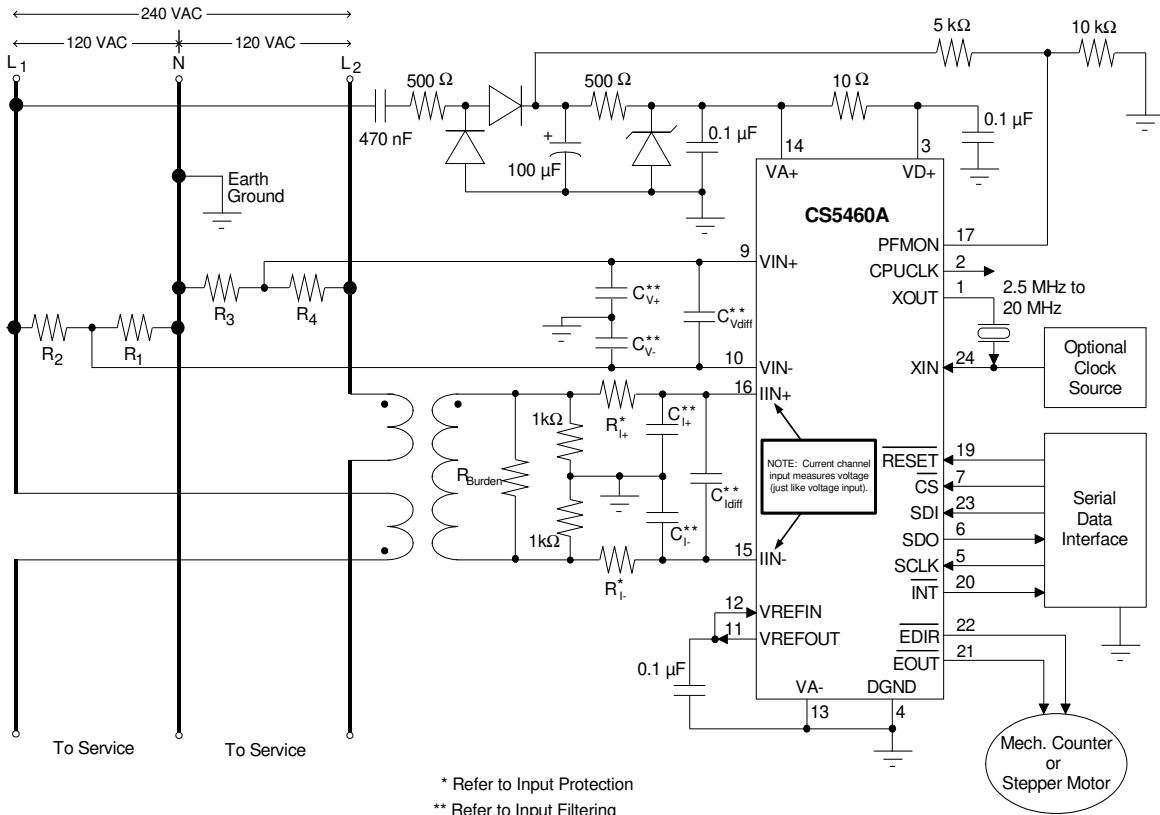 240 VAC
120 VAC
120 VAC
L1
N
L2
5 kΩ
10 kΩ
500 Ω
500 Ω
10 Ω
470 nF
+
100 µF
0.1 µF
0.1 µF
14
3
VA+
VD+
Earth
Ground
CS5460A
PFMON
17
CPUCLK
2
XOUT
1
2.5 MHz to
20 MHz
9
VIN+
R3
R4
CV+**
CVdiff**
CV-**
R2
R1
10
VIN-
XIN
24
Optional
Clock
Source
16
IIN+
1kΩ
RI+*
CI+**
RBurden
CIdiff**
NOTE: Current channel
input measures voltage
(just like voltage input).
1kΩ
CI-**
RI-*
15
IIN-
RESET
19
CS
7
SDI
23
SDO
6
SCLK
5
INT
20
Serial
Data
Interface
12
VREFIN
11
VREFOUT
0.1 µF
EDIR
22
EOUT
21
VA-
DGND
13
4
To Service
To Service
Mech. Counter
or
Stepper Motor
* Refer to Input Protection
** Refer to Input Filtering